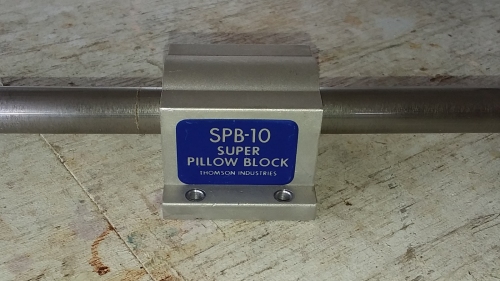 SPB-10
SUPER
PILLOW BLOCK
THOMSON INDUSTRIES